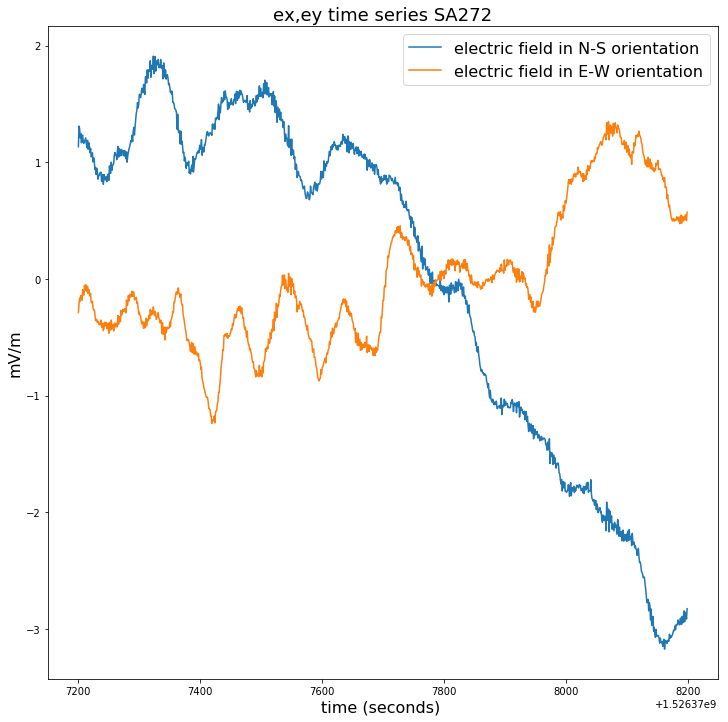 ex,ey time series SA272
electric field in N-S orientation
electric field in E-W orientation
mV/m
2
1
0
−1
−2
−3
7200 7400 7600 7800 8000 8200
+1.52637e9
time (seconds)